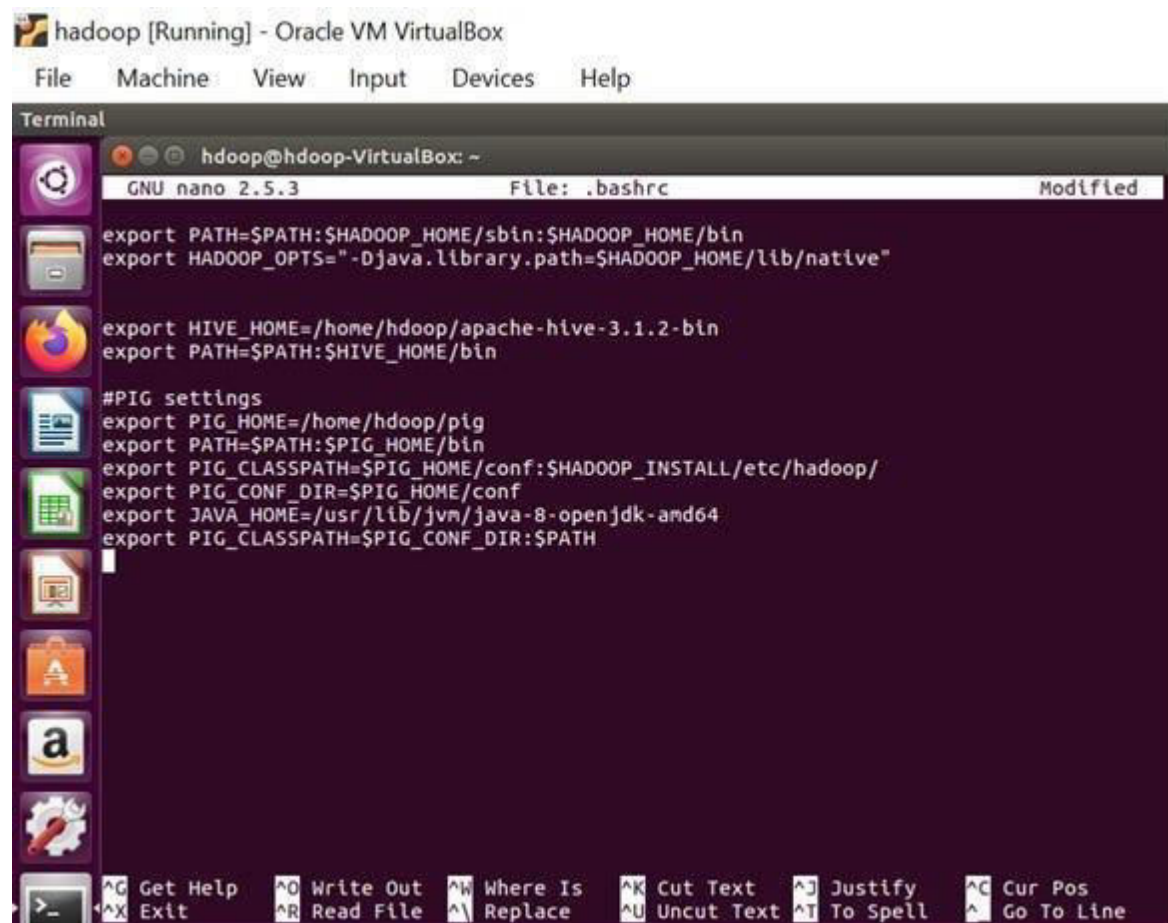 hadoop [Running] - Oracle VM VirtualBox
File Machine View Input Devices Help
Terminal
hdoop@hdoop-VirtualBox: ~
GNU nano 2.5.3 File: .bashrc Modified
export PATH=$PATH:$HADOOP_HOME/sbin:$HADOOP_HOME/bin
export HADOOP_OPTS="-Djava.library.path=$HADOOP_HOME/lib/native"
export HIVE_HOME=/home/hdoop/apache-hive-3.1.2-bin
export PATH=$PATH:$HIVE_HOME/bin
#PIG settings
export PIG_HOME=/home/hdoop/pig
export PATH=$PATH:$PIG_HOME/bin
export PIG_CLASSPATH=$PIG_HOME/conf:$HADOOP_INSTALL/etc/hadoop/
export PIG_CONF_DIR=$PIG_HOME/conf
export JAVA_HOME=/usr/lib/jvm/java-8-openjdk-amd64
export PIG_CLASSPATH=$PIG_CONF_DIR:$PATH
^G Get Help ^O Write Out ^W Where Is ^K Cut Text ^J Justify ^C Cur Pos
^X Exit ^R Read File ^\ Replace ^U Uncut Text ^T To Spell ^_ Go To Line